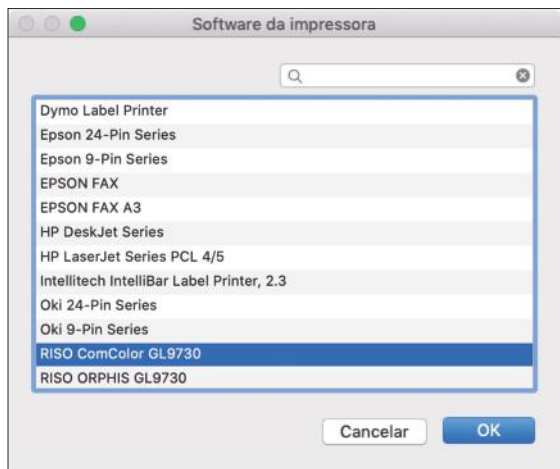 Software da impressora
Dymo Label Printer
Epson 24-Pin Series
Epson 9-Pin Series
EPSON FAX
EPSON FAX A3
HP DeskJet Series
HP LaserJet Series PCL 4/5
Intellitech IntelliBar Label Printer, 2.3
Oki 24-Pin Series
Oki 9-Pin Series
RISO ComColor GL9730
RISO ORPHIS GL9730
Cancelar OK